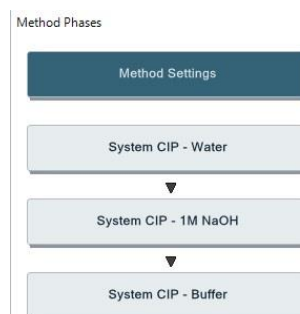 Method Phases
Method Settings
System CIP - Water
System CIP - 1M NaOH
System CIP - Buffer